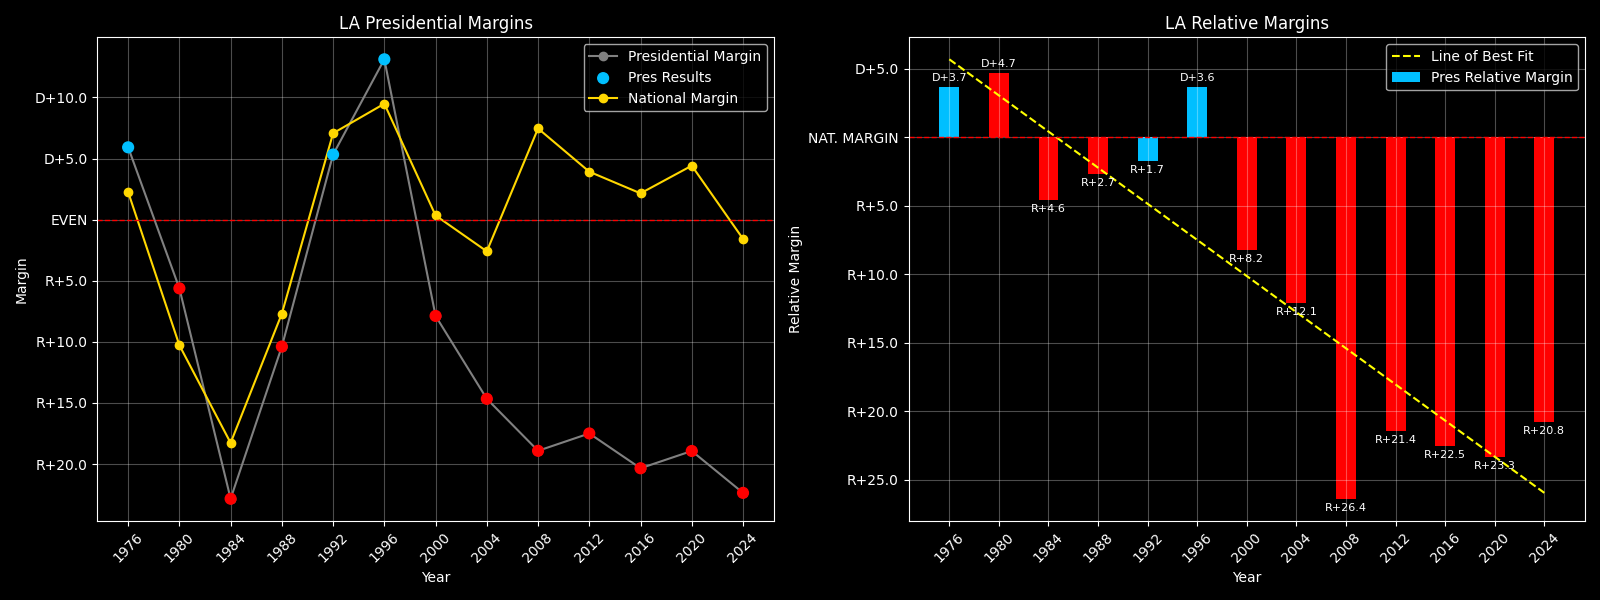 LA Presidential Margins
Presidential Margin
Pres Results
National Margin
D+10.0
D+5.0
EVEN
R+5.0
R+10.0
R+15.0
R+20.0
Margin
1976
1980
1984
1988
1992
1996
2000
2004
2008
2012
2016
2020
2024
Year
LA Relative Margins
Line of Best Fit
Pres Relative Margin
D+5.0
NAT. MARGIN
R+5.0
R+10.0
R+15.0
R+20.0
R+25.0
Relative Margin
D+3.7
D+4.7
R+4.6
R+2.7
R+1.7
D+3.6
R+8.2
R+12.1
R+26.4
R+21.4
R+22.5
R+23.3
R+20.8
1976
1980
1984
1988
1992
1996
2000
2004
2008
2012
2016
2020
2024
Year